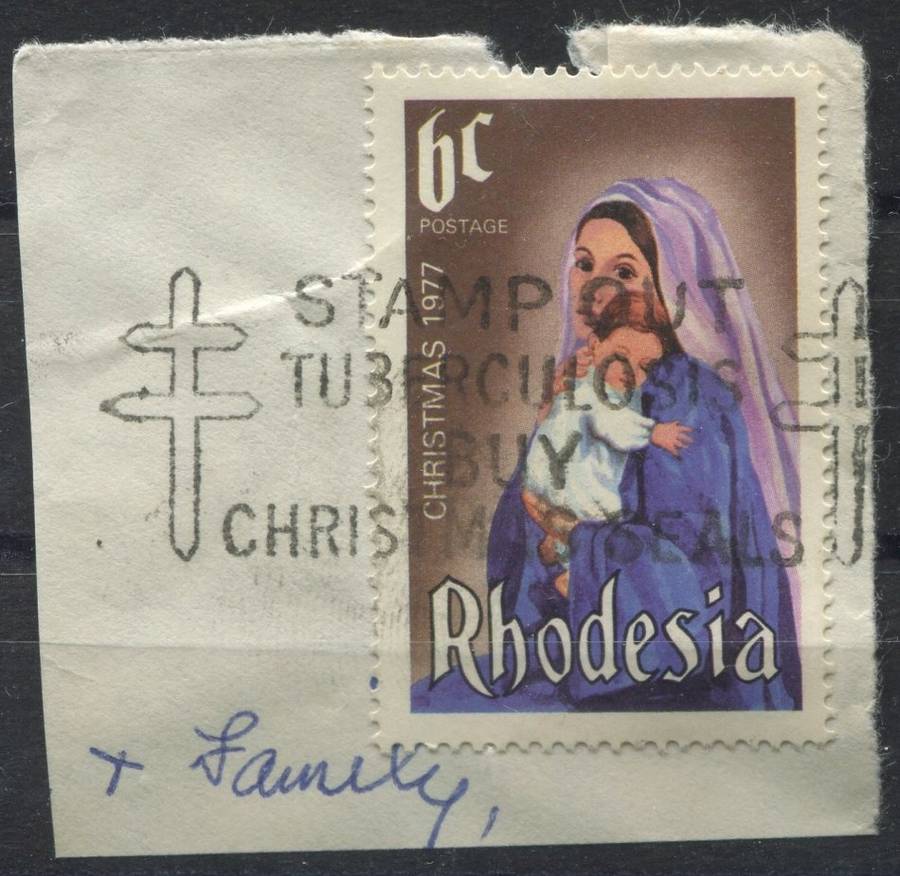 6c
POSTAGE
CHRISTMAS 1977
STAMP OUT
TUBERCULOSIS
BUY
CHRISTMAS SEALS
Rhodesia
+ Family,